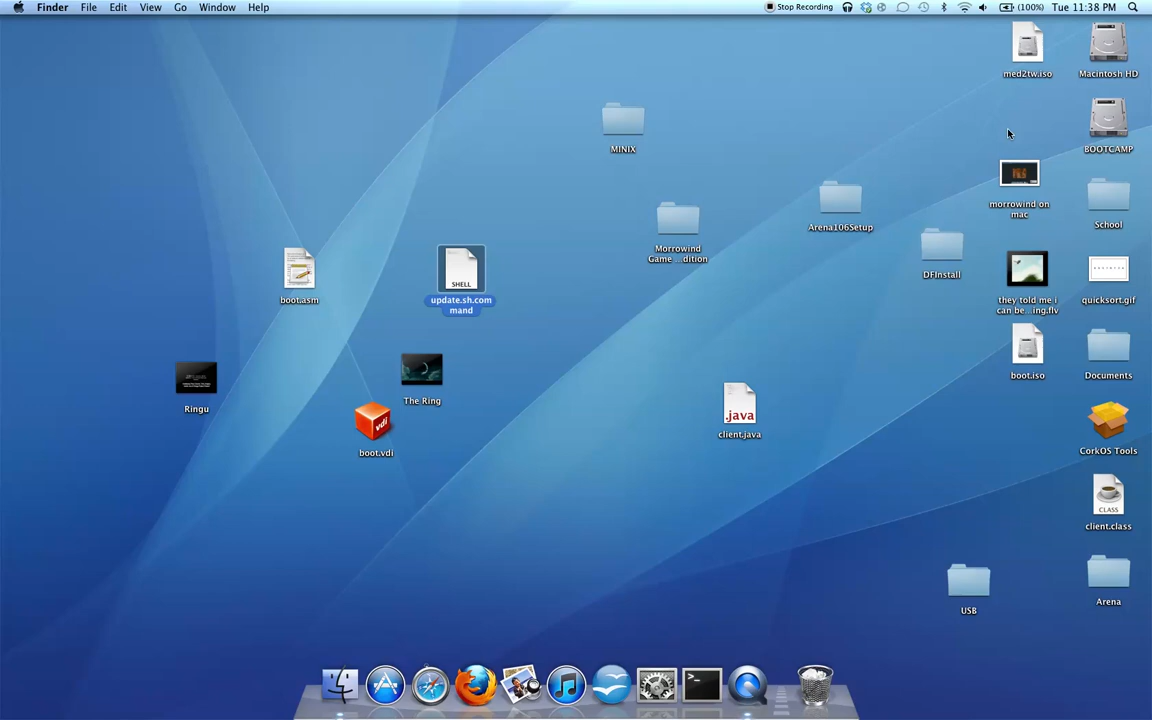 Finder File Edit View Go Window Help
Stop Recording (100%) Tue 11:38 PM
med2tw.iso
Macintosh HD
MINIX
BOOTCAMP
morrowind on
mac
School
Arena106Setup
Morrowind
Game ...dition
DFInstall
boot.asm
SHELL
update.sh.com
mand
they told me i
can be...ing.flv
quicksort.gif
boot.iso
Documents
The Ring
Ringu
.java
client.java
vdi
boot.vdi
CorkOS Tools
CLASS
client.class
USB
Arena
>_